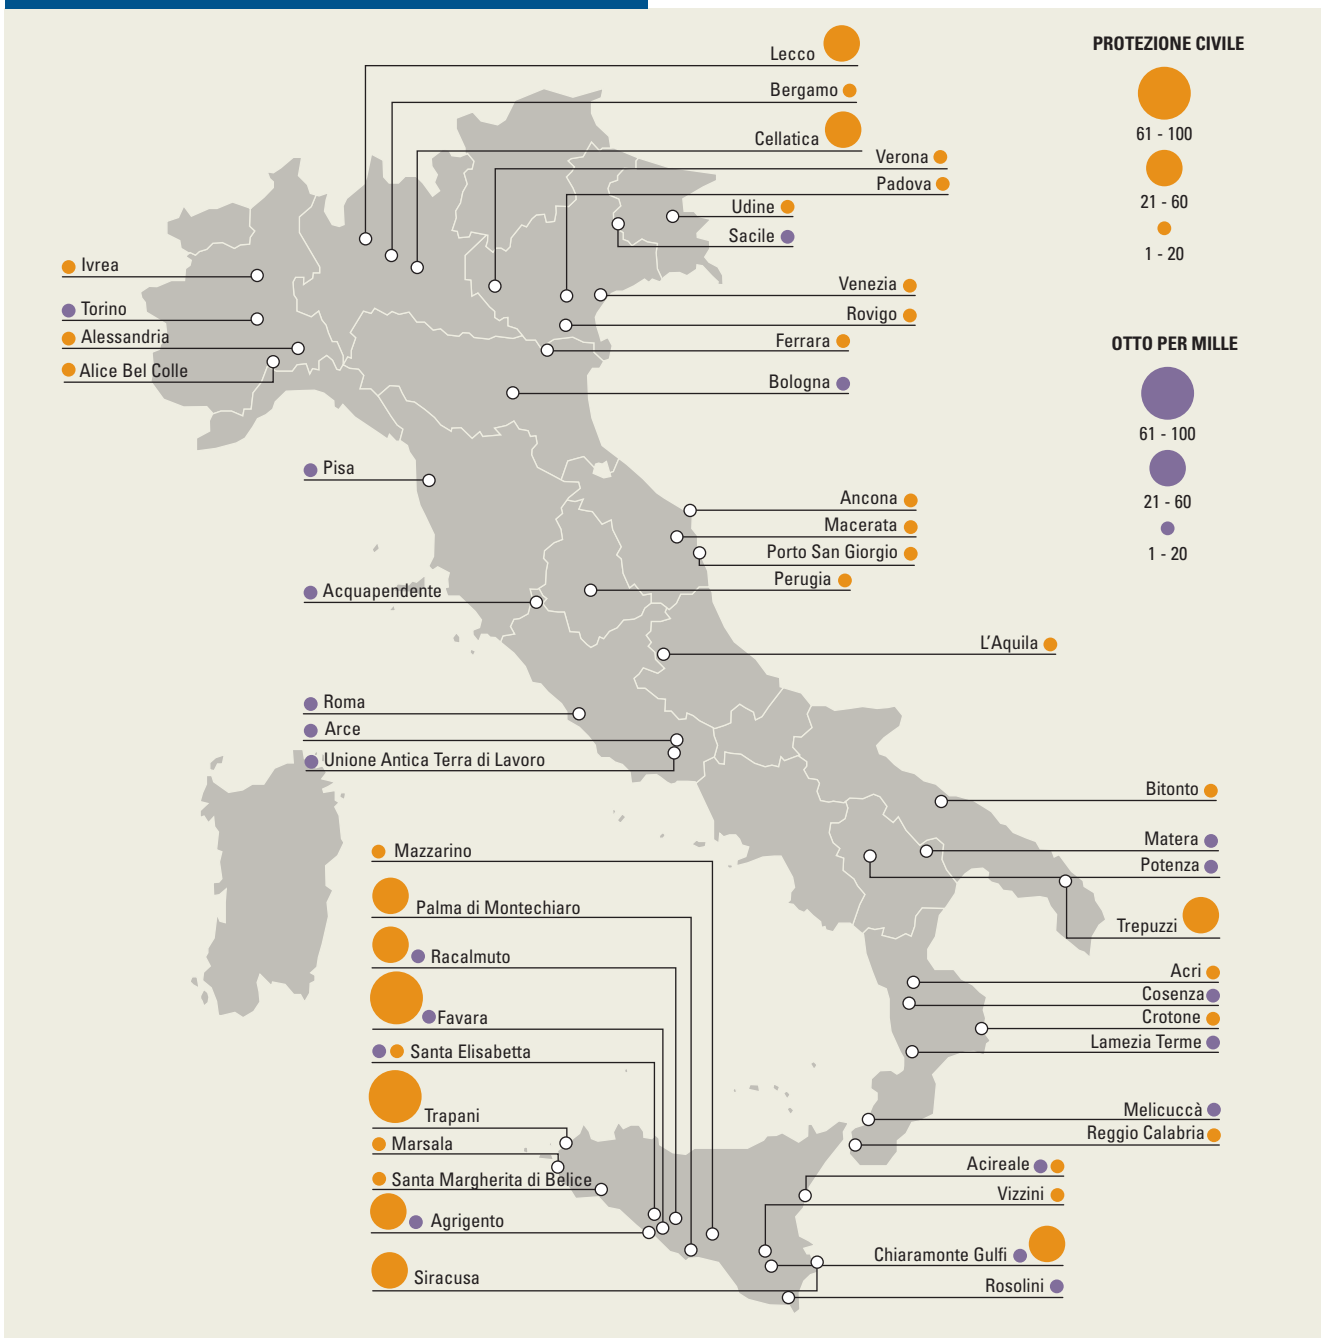 Lecco
Bergamo
Cellatica
Verona
Padova
Udine
Sacile
Venezia
Rovigo
Ferrara
Bologna
Ivrea
Torino
Alessandria
Alice Bel Colle
Pisa
Ancona
Macerata
Porto San Giorgio
Perugia
Acquapendente
L'Aquila
Roma
Arce
Unione Antica Terra di Lavoro
Bitonto
Matera
Potenza
Trepuzzi
Acri
Cosenza
Crotone
Lamezia Terme
Melicuccà
Reggio Calabria
Mazzarino
Palma di Montechiaro
Racalmuto
Favara
Santa Elisabetta
Trapani
Marsala
Santa Margherita di Belice
Agrigento
Siracusa
Acireale
Vizzini
Chiaramonte Gulfi
Rosolini
PROTEZIONE CIVILE
61 - 100
21 - 60
1 - 20
OTTO PER MILLE
61 - 100
21 - 60
1 - 20